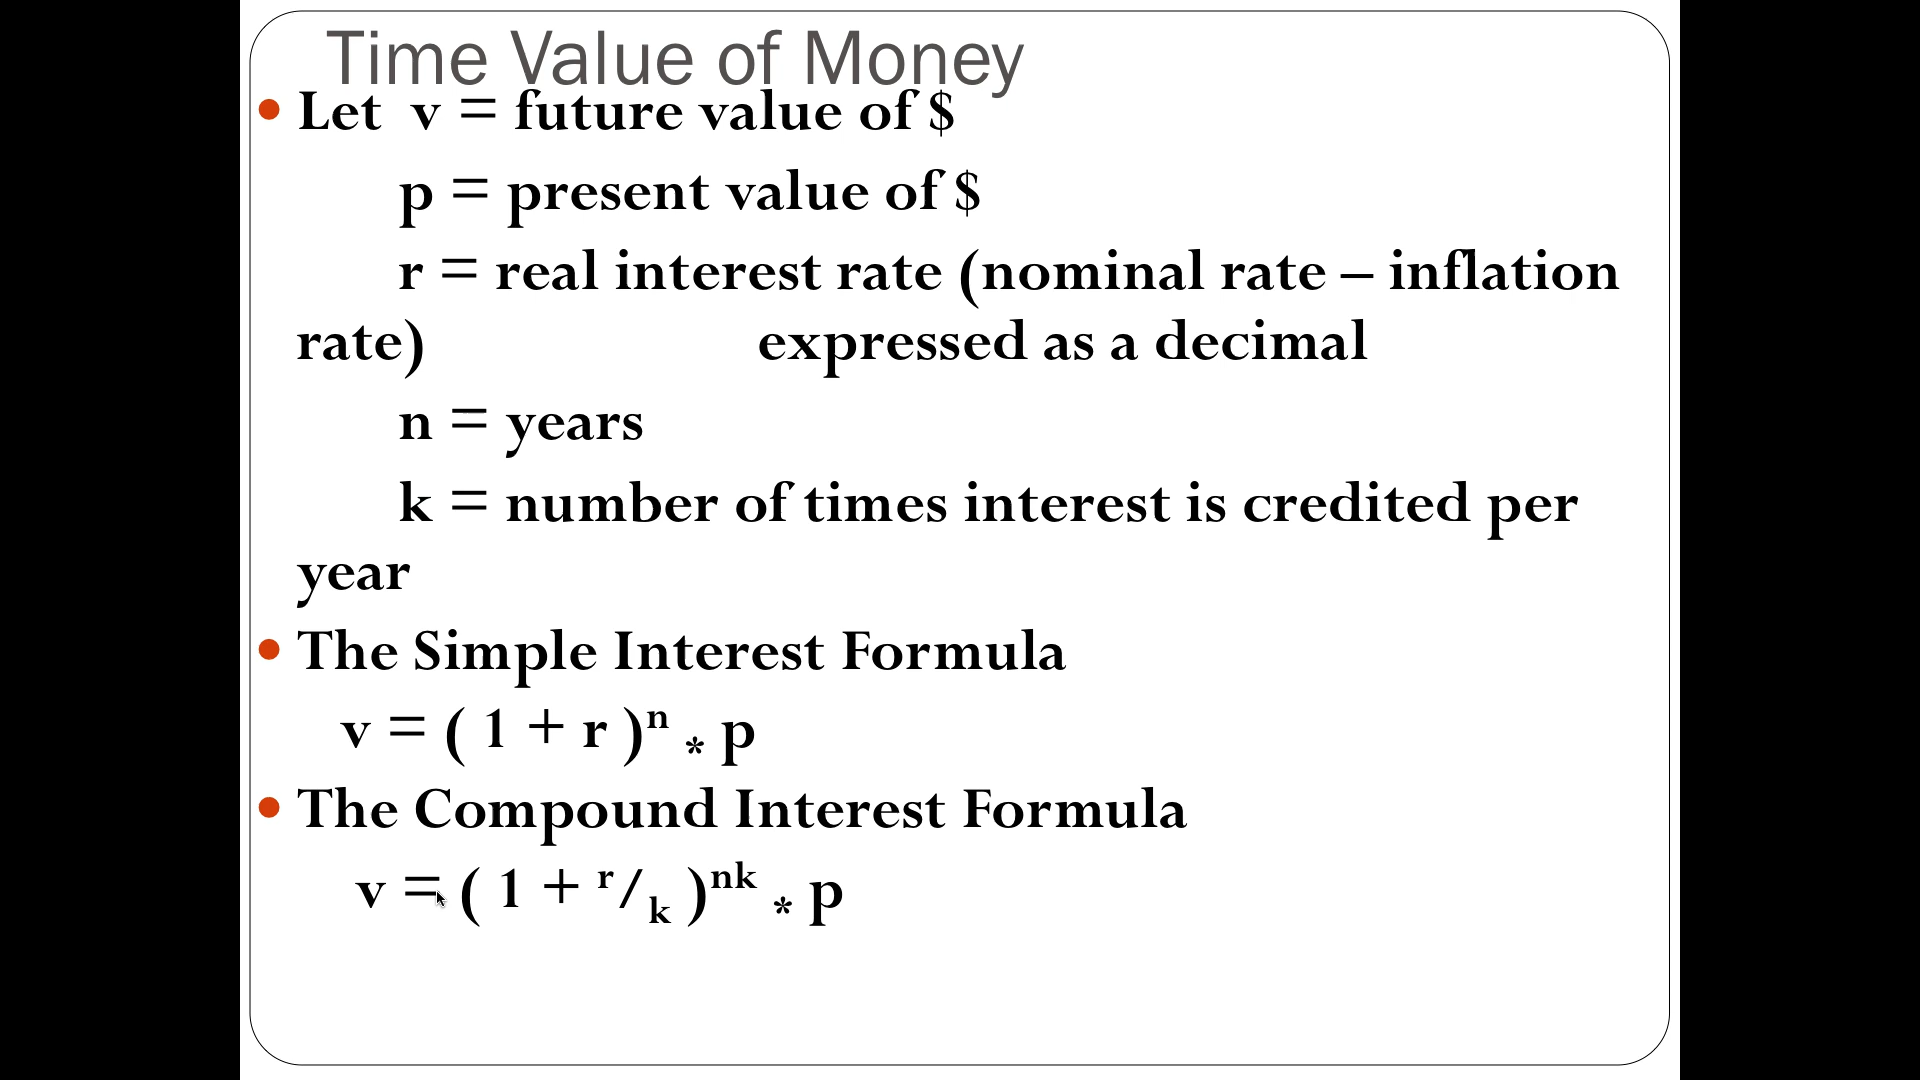 Time Value of Money
• Let v = future value of $
p = present value of $
r = real interest rate (nominal rate – inflation
rate) expressed as a decimal
n = years
k = number of times interest is credited per
year
• The Simple Interest Formula
v = ( 1 + r )ⁿ * p
• The Compound Interest Formula
v = ( 1 + ʳ/ₖ )ⁿᵏ * p